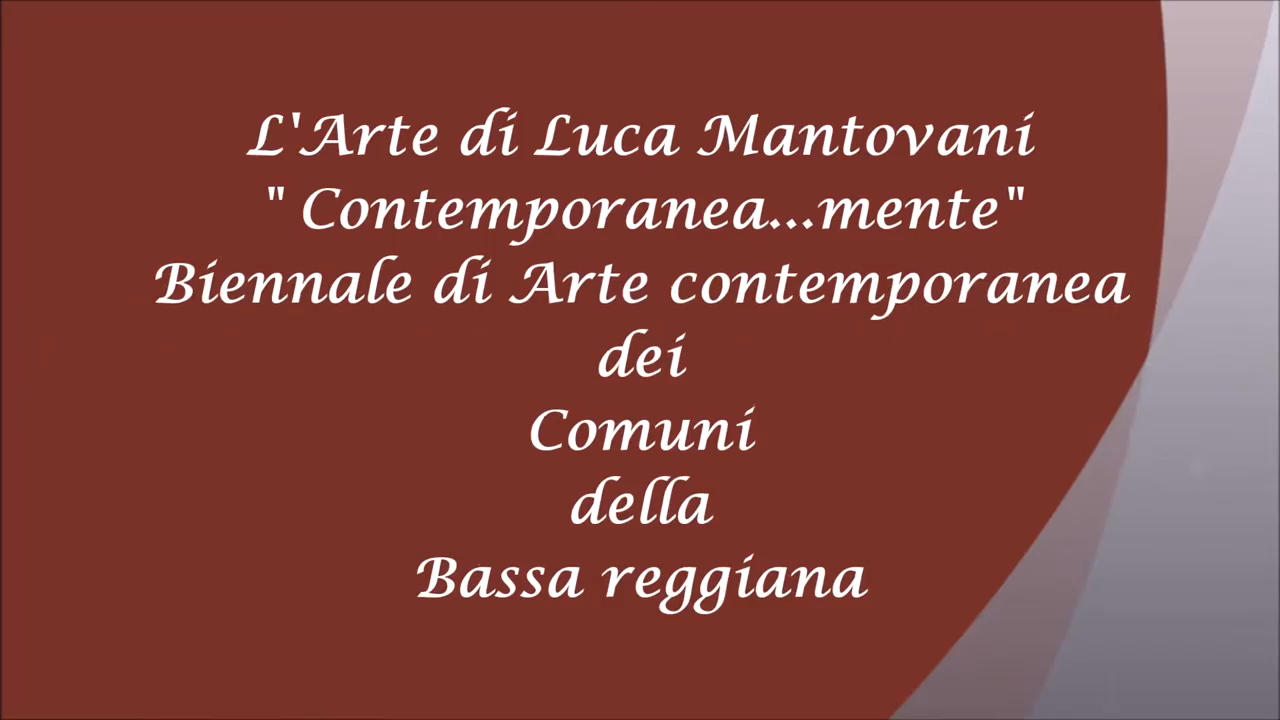 L'Arte di Luca Mantovani
" Contemporanea...mente"
Biennale di Arte contemporanea
dei
Comuni
della
Bassa reggiana